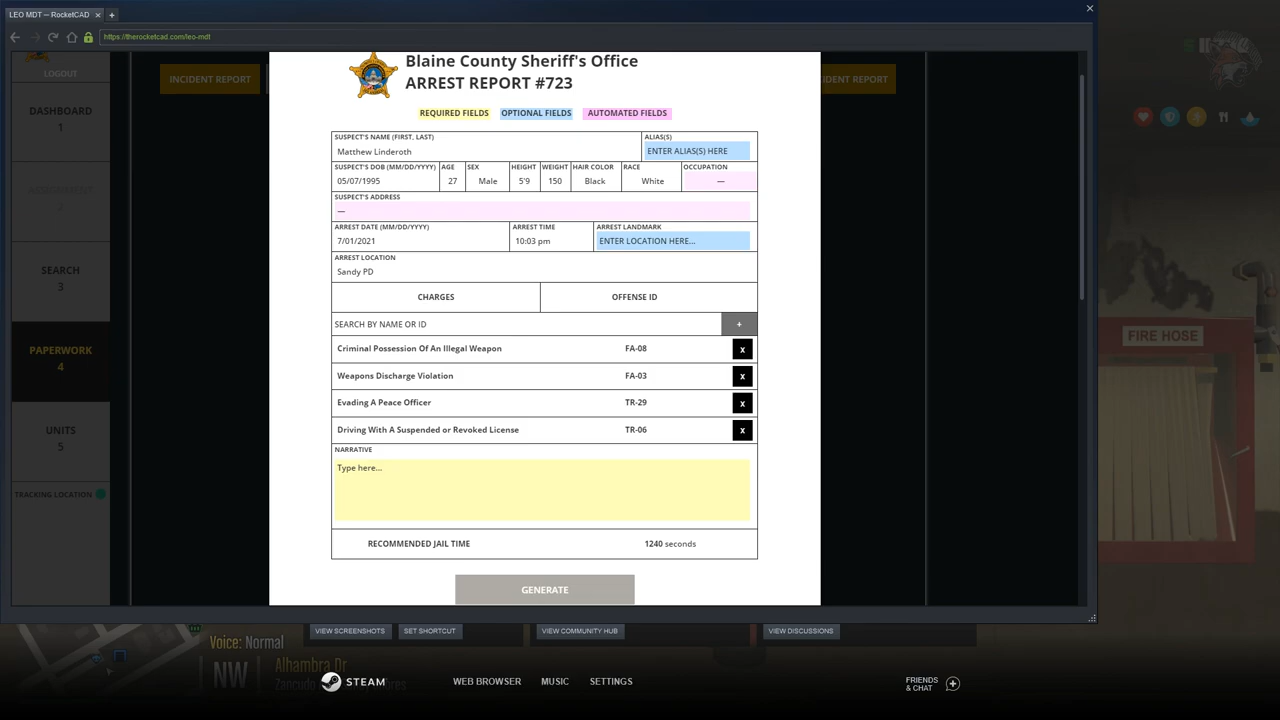 LEO MDT — RocketCAD x +
https://therocketcad.com/leo-mdt
LOGOUT
INCIDENT REPORT
Blaine County Sheriff's Office
ARREST REPORT #723
REQUIRED FIELDS OPTIONAL FIELDS AUTOMATED FIELDS
DASHBOARD
1
SEARCH
3
PAPERWORK
4
UNITS
5
TRACKING LOCATION
SUSPECT'S NAME (FIRST, LAST) ALIAS(S)
Matthew Linderoth ENTER ALIAS(S) HERE
SUSPECT'S DOB (MM/DD/YYYY) AGE SEX HEIGHT WEIGHT HAIR COLOR RACE OCCUPATION
05/07/1995 27 Male 5'9 150 Black White —
SUSPECT'S ADDRESS
—
ARREST DATE (MM/DD/YYYY) ARREST TIME ARREST LANDMARK
7/01/2021 10:03 pm ENTER LOCATION HERE...
ARREST LOCATION
Sandy PD
CHARGES OFFENSE ID
SEARCH BY NAME OR ID +
Criminal Possession Of An Illegal Weapon FA-08 x
Weapons Discharge Violation FA-03 x
Evading A Peace Officer TR-29 x
Driving With A Suspended or Revoked License TR-06 x
NARRATIVE
Type here...
RECOMMENDED JAIL TIME 1240 seconds
GENERATE
FIRE HOSE
VIEW SCREENSHOTS SET SHORTCUT VIEW COMMUNITY HUB VIEW DISCUSSIONS
Voice: Normal
NW Alhambra Dr
STEAM WEB BROWSER MUSIC SETTINGS FRIENDS
& CHAT